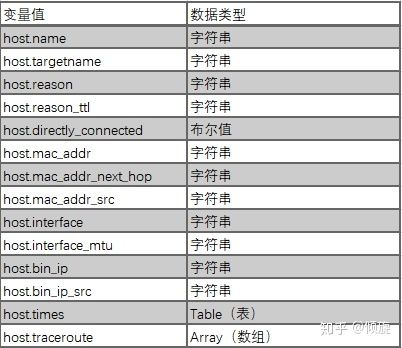 变量值 数据类型
host.name 字符串
host.targetname 字符串
host.reason 字符串
host.reason_ttl 字符串
host.directly_connected 布尔值
host.mac_addr 字符串
host.mac_addr_next_hop 字符串
host.mac_addr_src 字符串
host.interface 字符串
host.interface_mtu 字符串
host.bin_ip 字符串
host.bin_ip_src 字符串
host.times Table（表）
host.traceroute Array（数组）
知乎 @倾旋